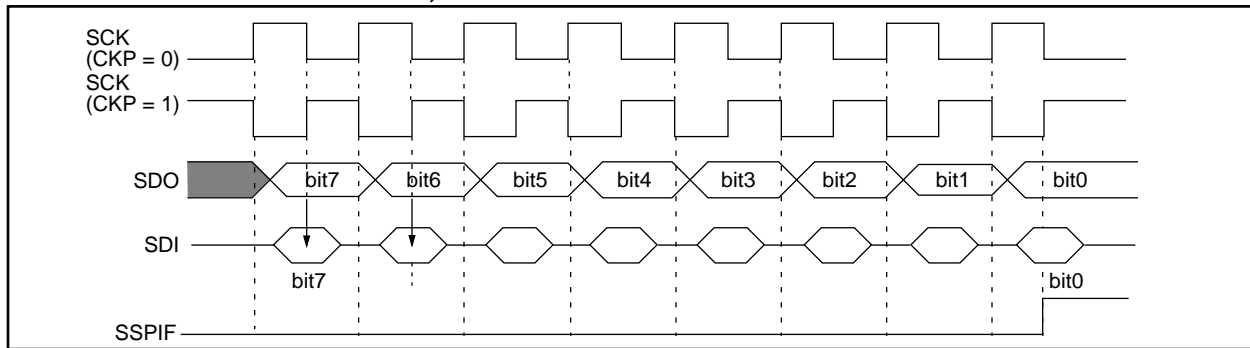 SCK
(CKP = 0)
SCK
(CKP = 1)
SDO bit7 bit6 bit5 bit4 bit3 bit2 bit1 bit0
SDI
bit7 bit0
SSPIF